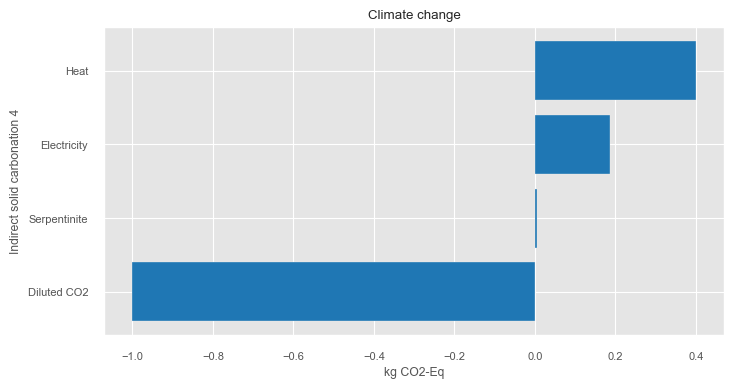 Climate change
Indirect solid carbonation 4
Heat
Electricity
Serpentinite
Diluted CO2
−1.0 −0.8 −0.6 −0.4 −0.2 0.0 0.2 0.4
kg CO2-Eq